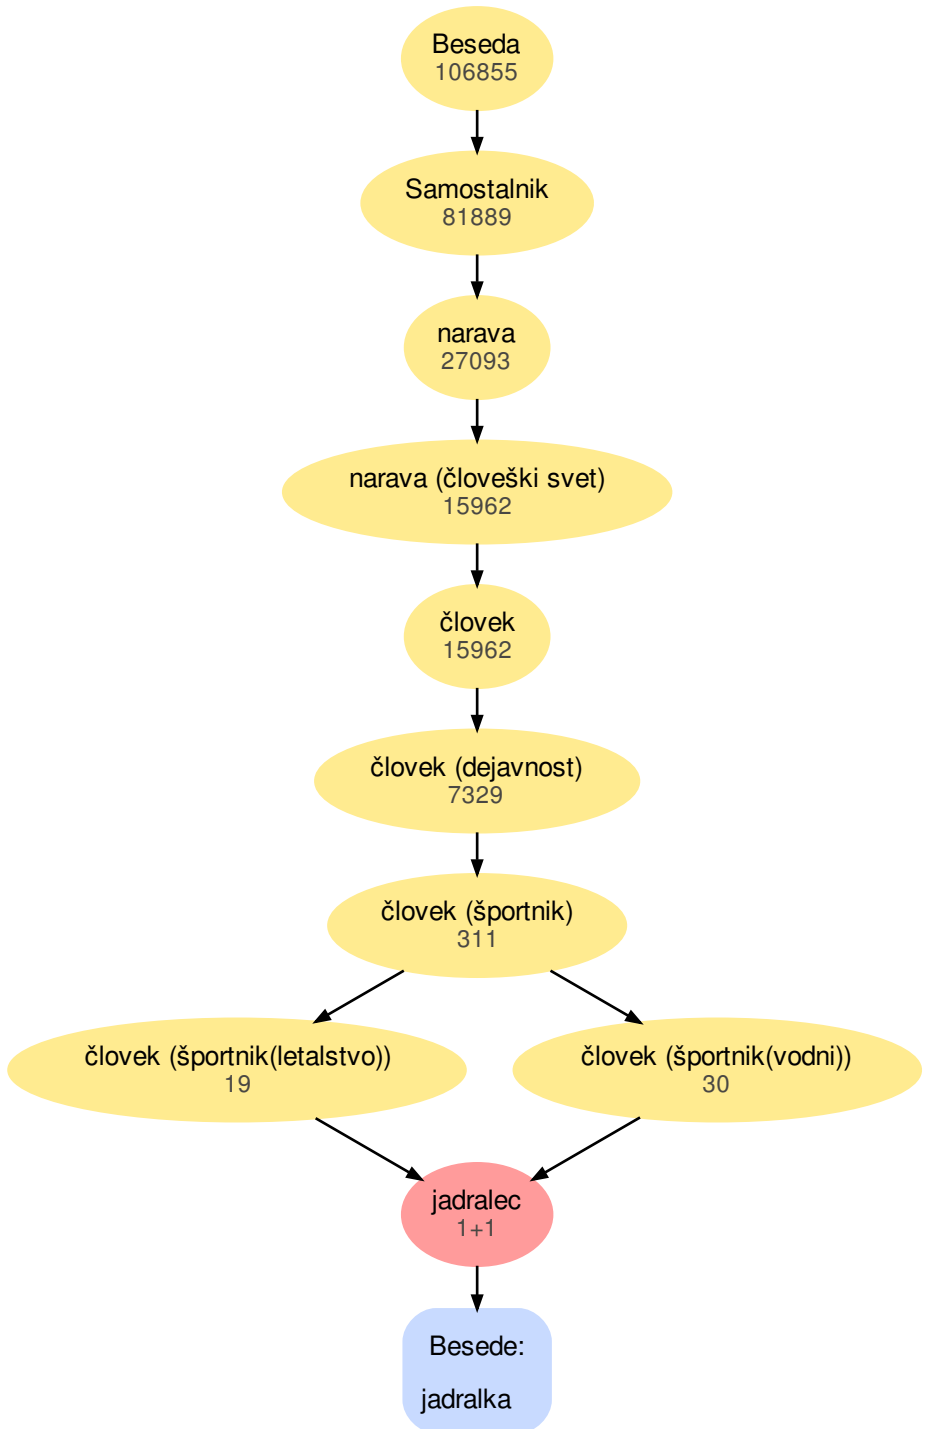 Beseda
106855
Samostalnik
81889
narava
27093
narava (človeški svet)
15962
človek
15962
človek (dejavnost)
7329
človek (športnik)
311
človek (športnik(letalstvo))
19
človek (športnik(vodni))
30
jadralec
1+1
Besede:
jadralka